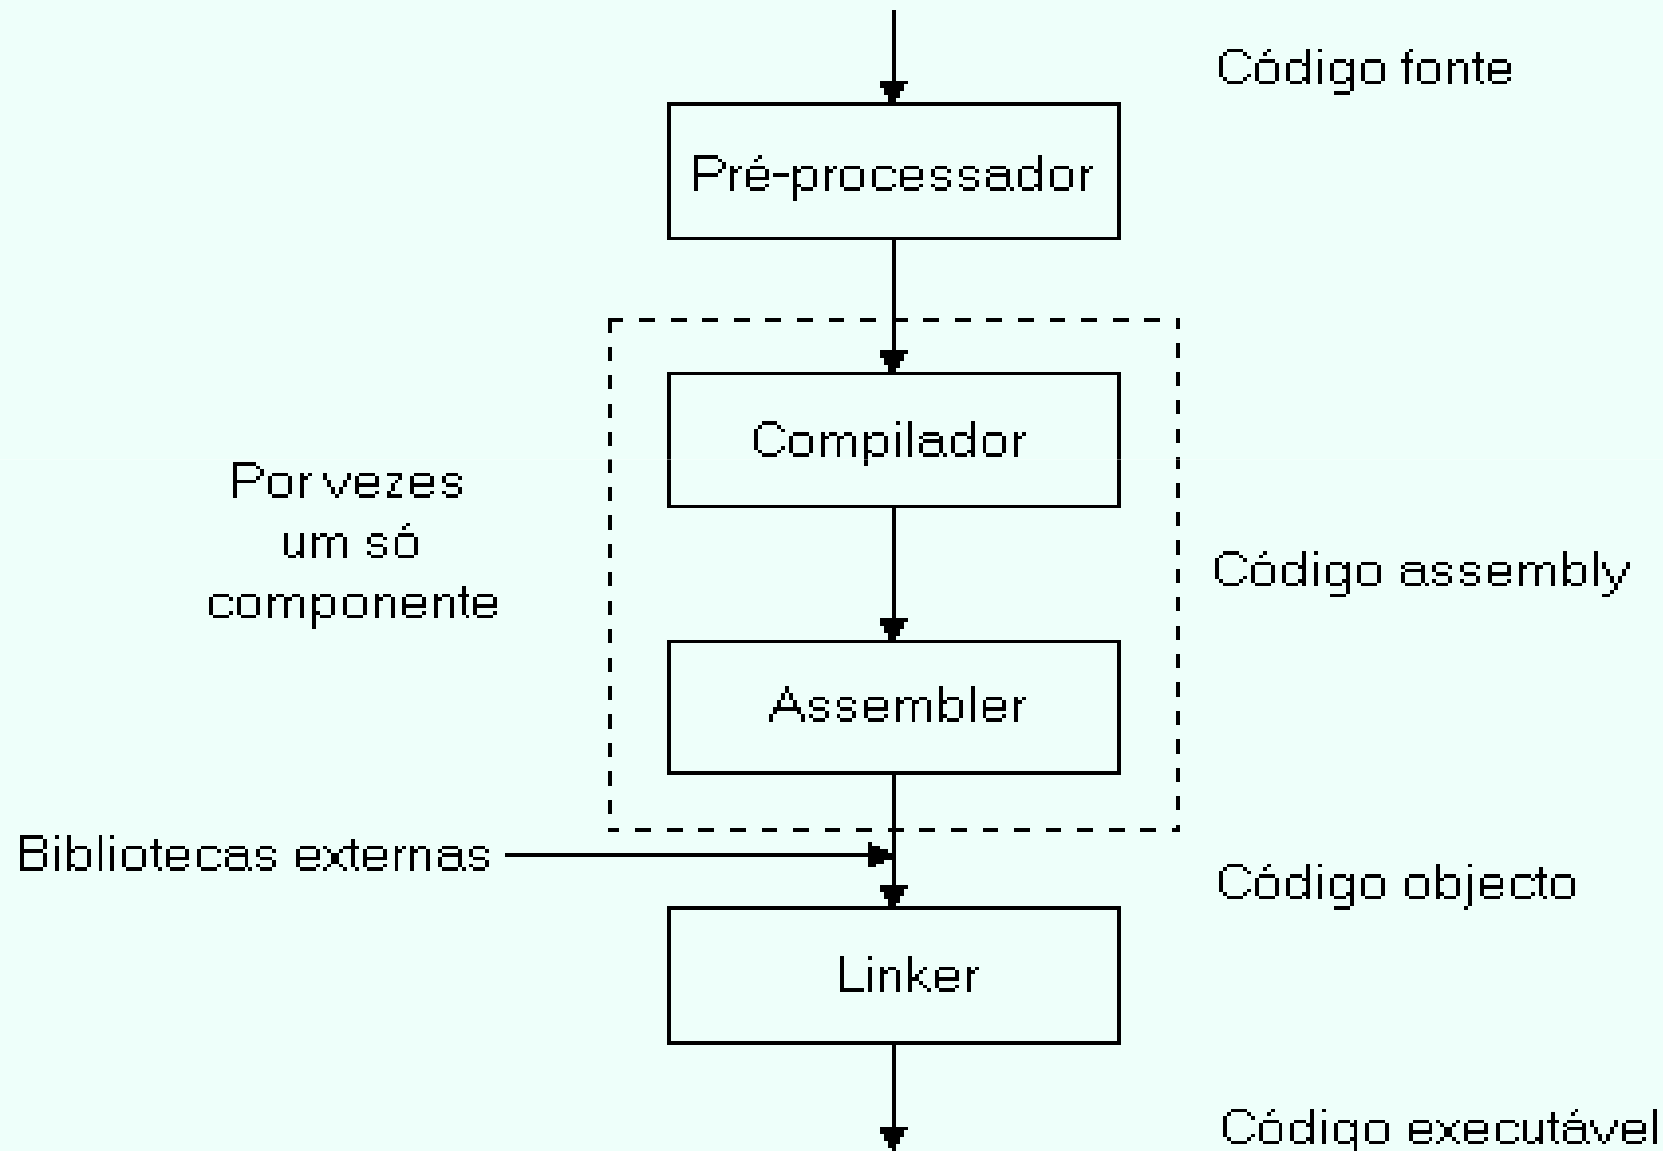 Código fonte
Pré-processador
Compilador
Por vezes
um só
componente
Código assembly
Assembler
Bibliotecas externas
Código objecto
Linker
Código executável